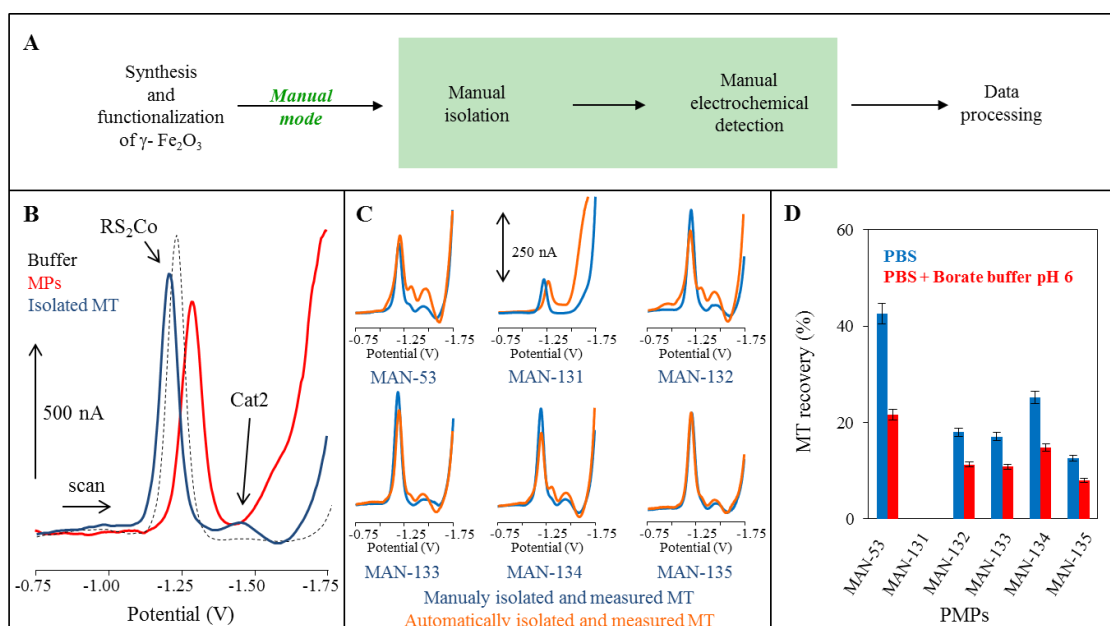 A
Synthesis
and
functionalization
of γ- Fe₂O₃
Manual
mode
Manual
isolation
Manual
electrochemical
detection
Data
processing
B
RS₂Co
Buffer
MPs
Isolated MT
500 nA
Cat2
scan
-0.75 -1.00 -1.25 -1.50 -1.75
Potential (V)
C
250 nA
-0.75 -1.25 -1.75
Potential (V)
MAN-53
-0.75 -1.25 -1.75
Potential (V)
MAN-131
-0.75 -1.25 -1.75
Potential (V)
MAN-132
-0.75 -1.25 -1.75
Potential (V)
MAN-133
-0.75 -1.25 -1.75
Potential (V)
MAN-134
-0.75 -1.25 -1.75
Potential (V)
MAN-135
Manualy isolated and measured MT
Automatically isolated and measured MT
D
PBS
PBS + Borate buffer pH 6
MT recovery (%)
60
40
20
0
MAN-53
MAN-131
MAN-132
MAN-133
MAN-134
MAN-135
PMPs